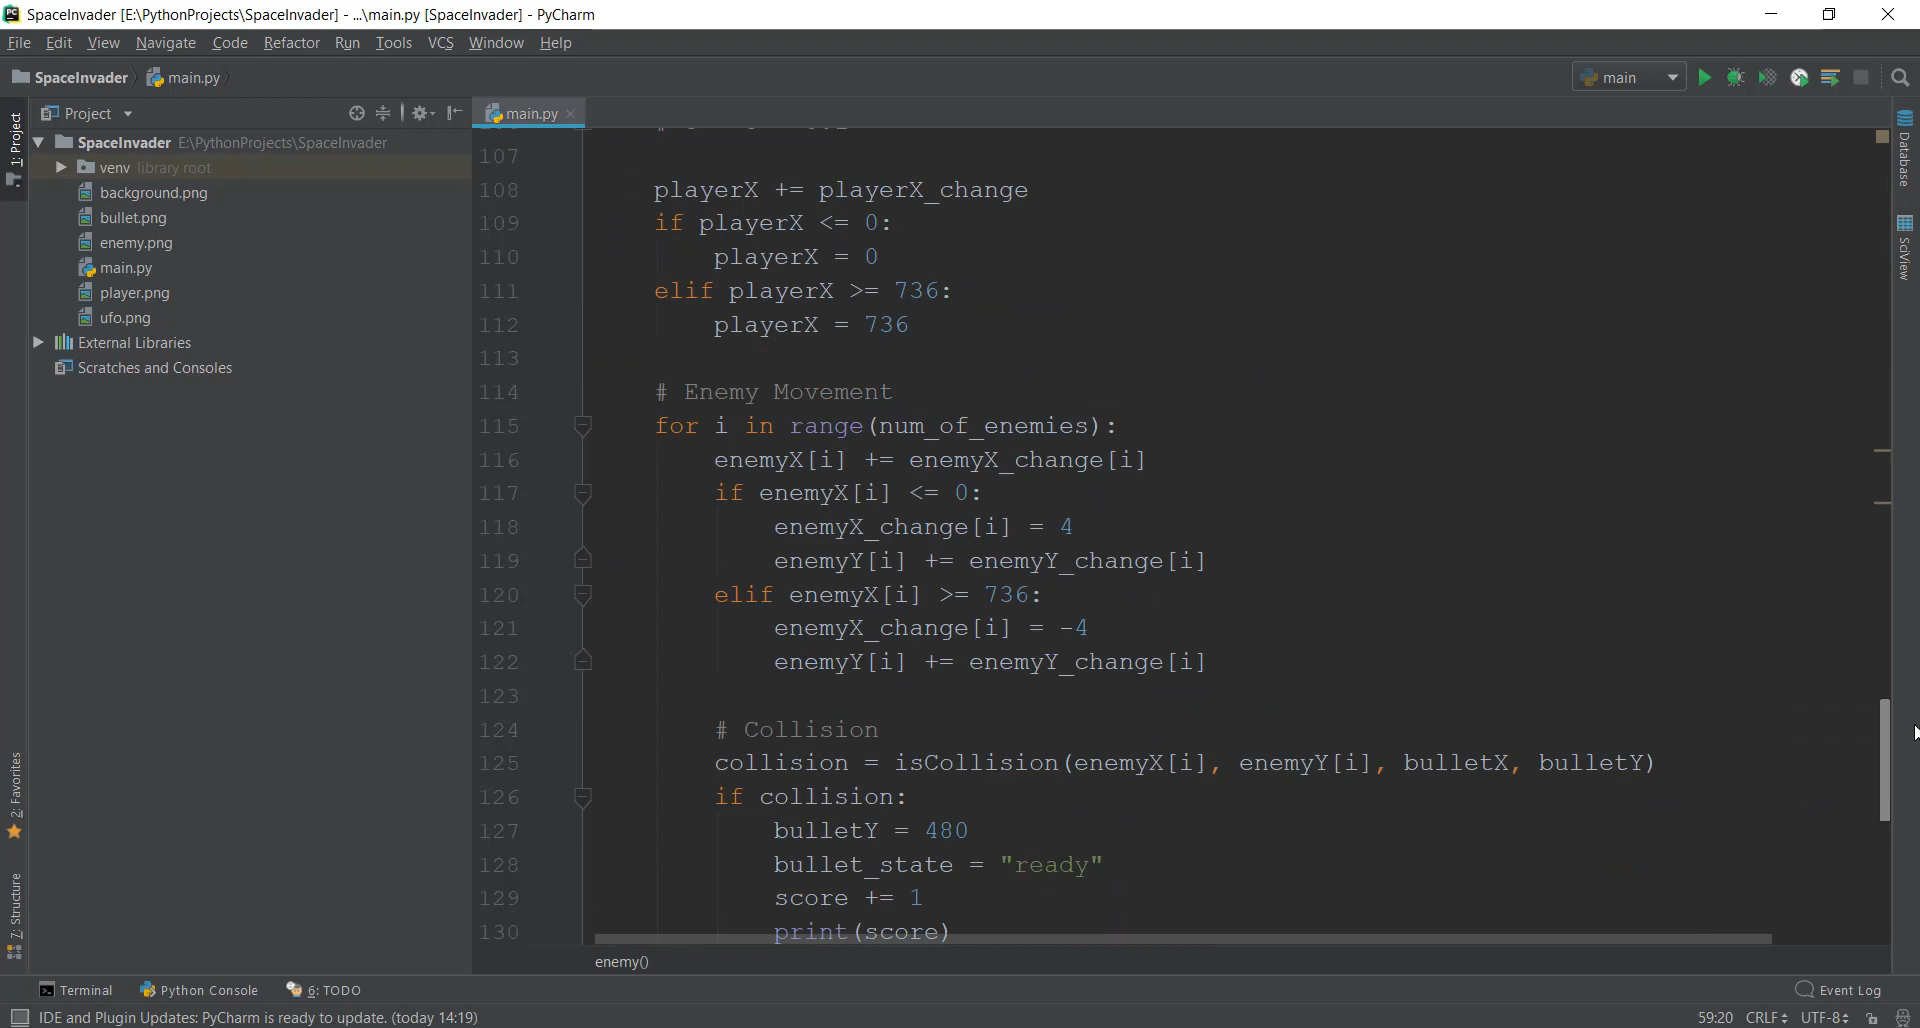 SpaceInvader [E:\PythonProjects\SpaceInvader] - ...\main.py [SpaceInvader] - PyCharm
File Edit View Navigate Code Refactor Run Tools VCS Window Help
SpaceInvader main.py main
Project main.py
1: Project
SpaceInvader E:\PythonProjects\SpaceInvader
venv library root
background.png
bullet.png
enemy.png
main.py
player.png
ufo.png
External Libraries
Scratches and Consoles
107
108 playerX += playerX_change
109 if playerX <= 0:
110 playerX = 0
111 elif playerX >= 736:
112 playerX = 736
113
114 # Enemy Movement
115 for i in range(num_of_enemies):
116 enemyX[i] += enemyX_change[i]
117 if enemyX[i] <= 0:
118 enemyX_change[i] = 4
119 enemyY[i] += enemyY_change[i]
120 elif enemyX[i] >= 736:
121 enemyX_change[i] = -4
122 enemyY[i] += enemyY_change[i]
123
124 # Collision
125 collision = isCollision(enemyX[i], enemyY[i], bulletX, bulletY)
126 if collision:
127 bulletY = 480
128 bullet_state = "ready"
129 score += 1
130 print(score)
enemy()
Database
SciView
2: Favorites
7: Structure
Terminal Python Console 6: TODO Event Log
IDE and Plugin Updates: PyCharm is ready to update. (today 14:19) 59:20 CRLF UTF-8